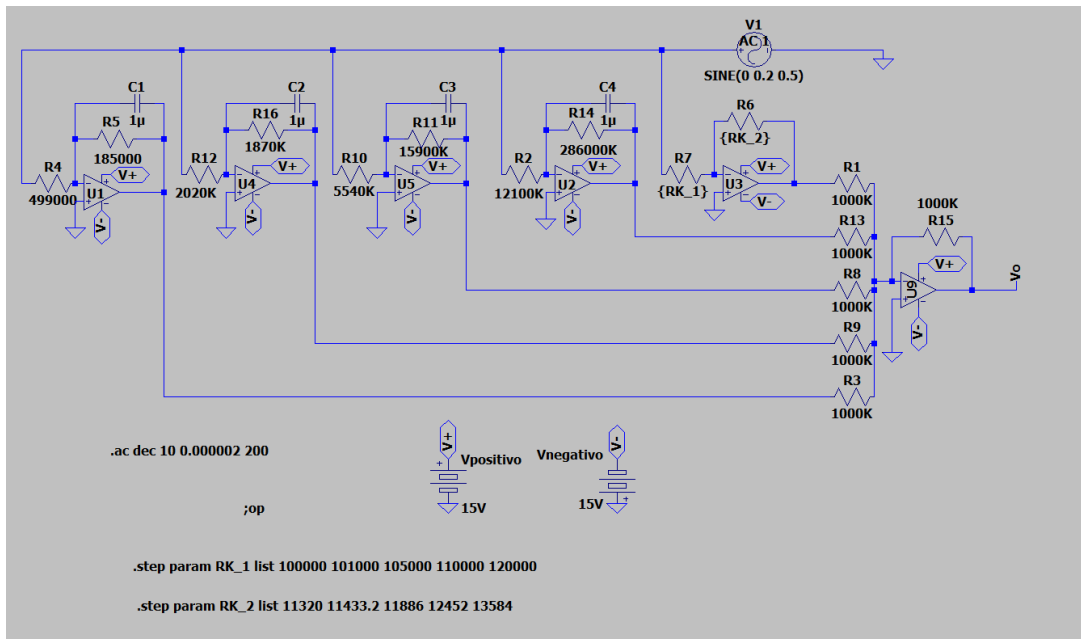 V1
AC 1
SINE(0 0.2 0.5)
C1
1µ
R5
185000
R4
499000
U1
V+
V-
C2
1µ
R16
1870K
R12
2020K
U4
V+
V-
C3
1µ
R11
15900K
R10
5540K
U5
V+
V-
C4
1µ
R14
286000K
R2
12100K
U2
V+
V-
R6
{RK_2}
R7
{RK_1}
U3
V+
V-
R1
1000K
R13
1000K
R8
1000K
R9
1000K
R3
1000K
1000K
R15
U9
V+
V-
Vo
.ac dec 10 0.000002 200
;op
V+
Vpositivo
15V
V-
Vnegativo
15V
.step param RK_1 list 100000 101000 105000 110000 120000
.step param RK_2 list 11320 11433.2 11886 12452 13584